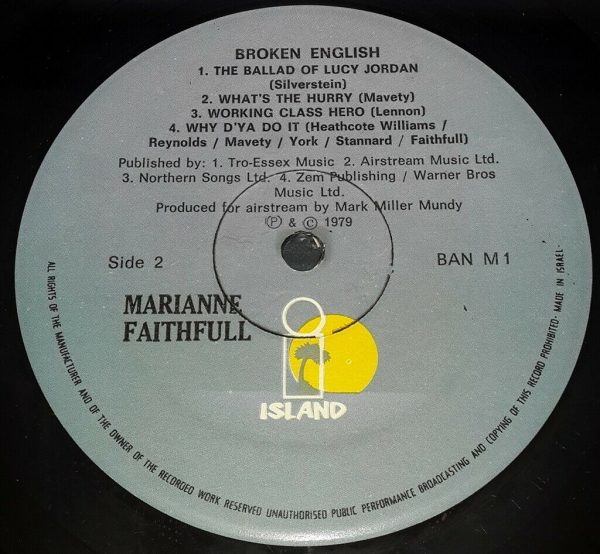 BROKEN ENGLISH
1. THE BALLAD OF LUCY JORDAN
(Silverstein)
2. WHAT'S THE HURRY (Mavety)
3. WORKING CLASS HERO (Lennon)
4. WHY D'YA DO IT (Heathcote Williams /
Reynolds / Mavety / York / Stannard / Faithfull)
Published by: 1. Tro-Essex Music 2. Airstream Music Ltd.
3. Northern Songs Ltd. 4. Zem Publishing / Warner Bros
Music Ltd.
Produced for airstream by Mark Miller Mundy
℗ & © 1979
Side 2
BAN M1
MARIANNE
FAITHFULL
ISLAND
ALL RIGHTS OF THE MANUFACTURER AND OF THE OWNER OF THE RECORDED WORK RESERVED UNAUTHORISED PUBLIC PERFORMANCE BROADCASTING AND COPYING OF THIS RECORD PROHIBITED· MADE IN ISRAEL·